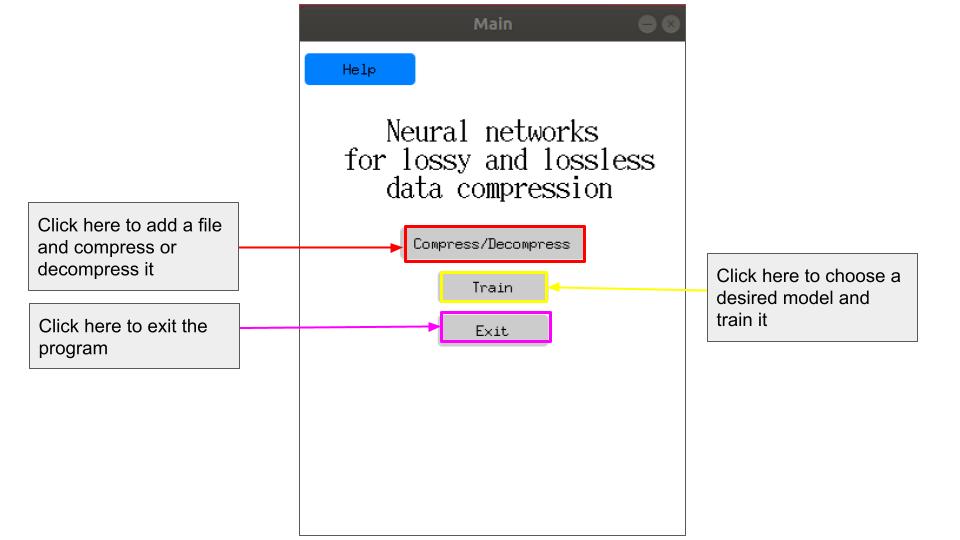 Main
Help
Neural networks
for lossy and lossless
data compression
Click here to add a file
and compress or
decompress it
Compress/Decompress
Click here to choose a
desired model and
train it
Train
Click here to exit the
program
Exit